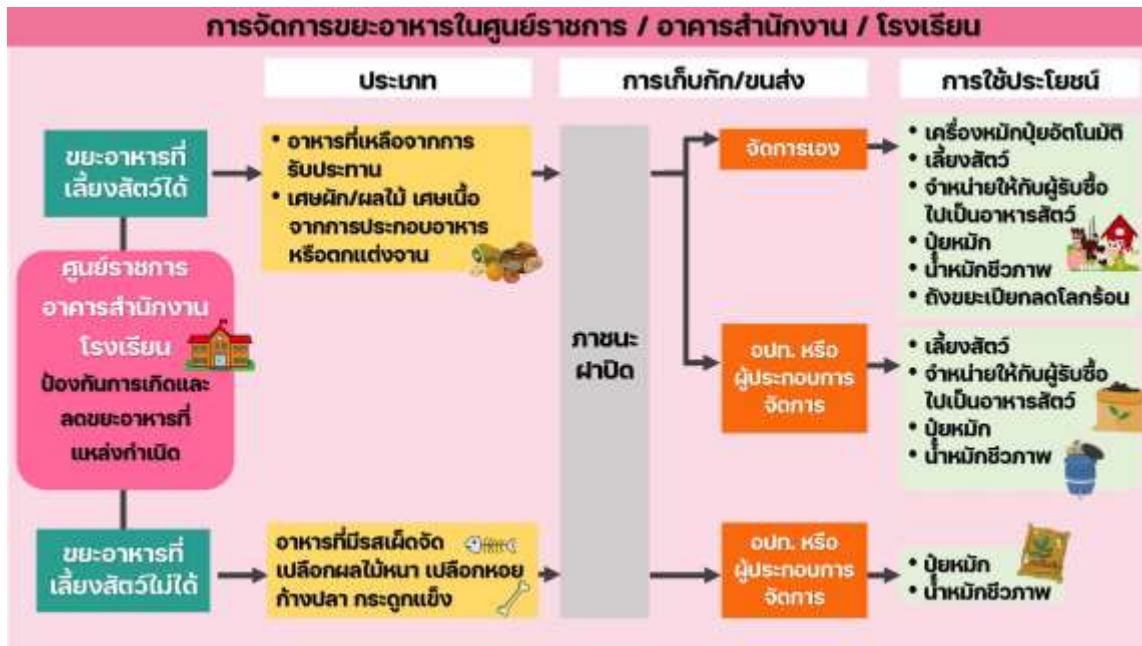 การจัดการขยะอาหารในศูนย์ราชการ / อาคารสำนักงาน / โรงเรียน
ประเภท
การเก็บกัก/ขนส่ง
การใช้ประโยชน์
ขยะอาหารที่
เลี้ยงสัตว์ได้
• อาหารที่เหลือจากการ
รับประทาน
• เศษผัก/ผลไม้ เศษเนื้อ
จากการประกอบอาหาร
หรือตกแต่งจาน
จัดการเอง
• เครื่องหมักปุ๋ยอัตโนมัติ
• เลี้ยงสัตว์
• จำหน่ายให้กับผู้รับซื้อ
ไปเป็นอาหารสัตว์
• ปุ๋ยหมัก
• น้ำหมักชีวภาพ
• ถังขยะเปียกลดโลกร้อน
ศูนย์ราชการ
อาคารสำนักงาน
โรงเรียน
ป้องกันการเกิดและ
ลดขยะอาหารที่
แหล่งกำเนิด
ภาชนะ
ฝาปิด
อปท. หรือ
ผู้ประกอบการ
จัดการ
• เลี้ยงสัตว์
• จำหน่ายให้กับผู้รับซื้อ
ไปเป็นอาหารสัตว์
• ปุ๋ยหมัก
• น้ำหมักชีวภาพ
ขยะอาหารที่
เลี้ยงสัตว์ไม่ได้
อาหารที่มีรสเผ็ดจัด
เปลือกผลไม้หนา เปลือกหอย
ก้างปลา กระดูกแข็ง
อปท. หรือ
ผู้ประกอบการ
จัดการ
• ปุ๋ยหมัก
• น้ำหมักชีวภาพ